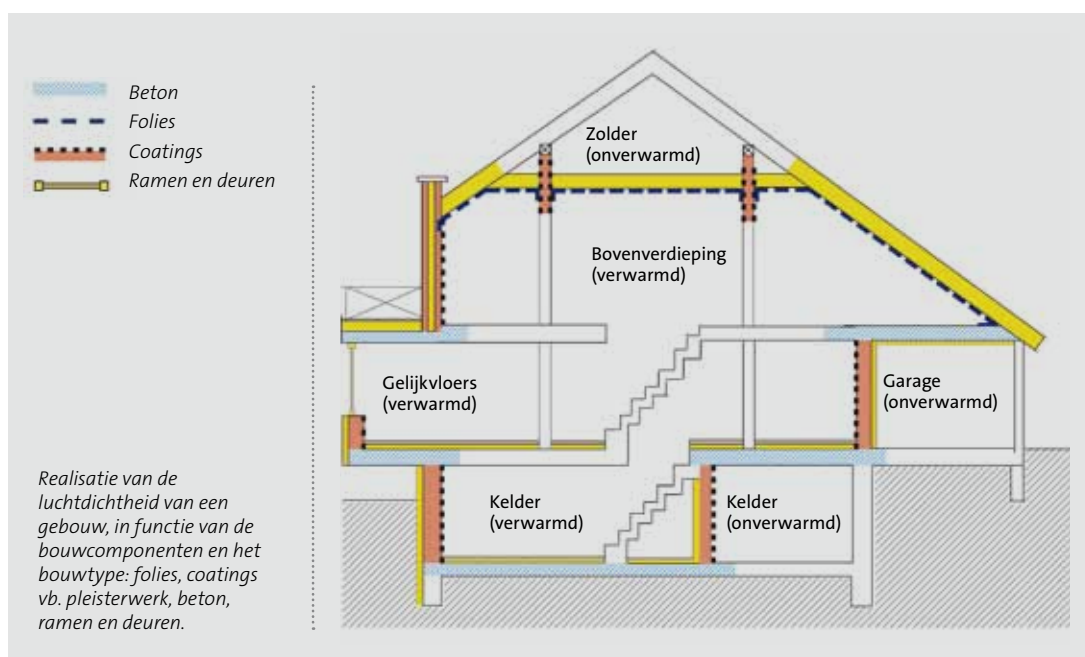 Beton
Folies
Coatings
Ramen en deuren
Realisatie van de
luchtdichtheid van een
gebouw, in functie van de
bouwcomponenten en het
bouwtype: folies, coatings
vb. pleisterwerk, beton,
ramen en deuren.
Zolder
(onverwarmd)
Bovenverdieping
(verwarmd)
Gelijkvloers
(verwarmd)
Garage
(onverwarmd)
Kelder
(verwarmd)
Kelder
(onverwarmd)